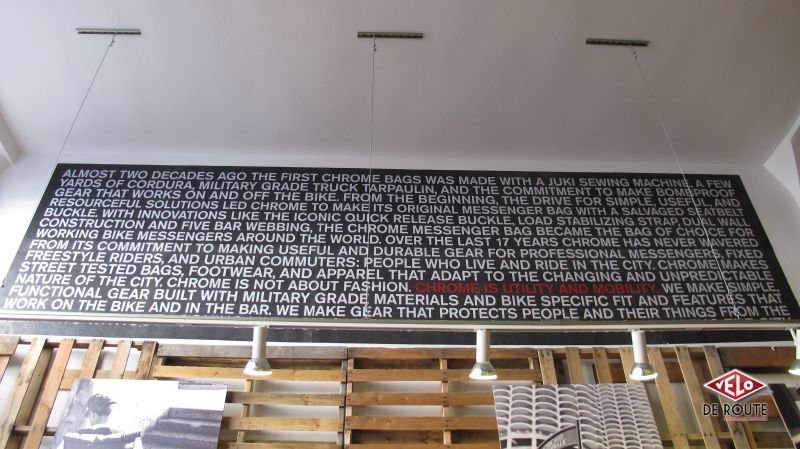 ALMOST TWO DECADES AGO THE FIRST CHROME BAGS WAS MADE WITH A JUKI SEWING MACHINE, A FEW
YARDS OF CORDURA, MILITARY GRADE TRUCK TARPAULIN, AND THE COMMITMENT TO MAKE BOMBPROOF
GEAR THAT WORKS ON AND OFF THE BIKE. FROM THE BEGINNING, THE DRIVE FOR SIMPLE, USEFUL, AND
RESOURCEFUL SOLUTIONS LED CHROME TO MAKE ITS ORIGINAL MESSENGER BAG WITH A SALVAGED SEATBELT
BUCKLE. WITH INNOVATIONS LIKE THE ICONIC QUICK RELEASE BUCKLE, LOAD STABILIZING STRAP, DUAL WALL
CONSTRUCTION AND FIVE BAR WEBBING, THE CHROME MESSENGER BAG BECAME THE BAG OF CHOICE FOR
WORKING BIKE MESSENGERS AROUND THE WORLD. OVER THE LAST 17 YEARS CHROME HAS NEVER WAVERED
FROM ITS COMMITMENT TO MAKING USEFUL AND DURABLE GEAR FOR PROFESSIONAL MESSENGERS, FIXED
FREESTYLE RIDERS, AND URBAN COMMUTERS: PEOPLE WHO LIVE AND RIDE IN THE CITY. CHROME MAKES
STREET TESTED BAGS, FOOTWEAR, AND APPAREL THAT ADAPT TO THE CHANGING AND UNPREDICTABLE
NATURE OF THE CITY. CHROME IS NOT ABOUT FASHION. CHROME IS UTILITY AND MOBILITY. WE MAKE SIMPLE
FUNCTIONAL GEAR BUILT WITH MILITARY GRADE MATERIALS AND BIKE SPECIFIC FIT AND FEATURES THAT
WORK ON THE BIKE AND IN THE BAR. WE MAKE GEAR THAT PROTECTS PEOPLE AND THEIR THINGS FROM THE
VELO
DE ROUTE